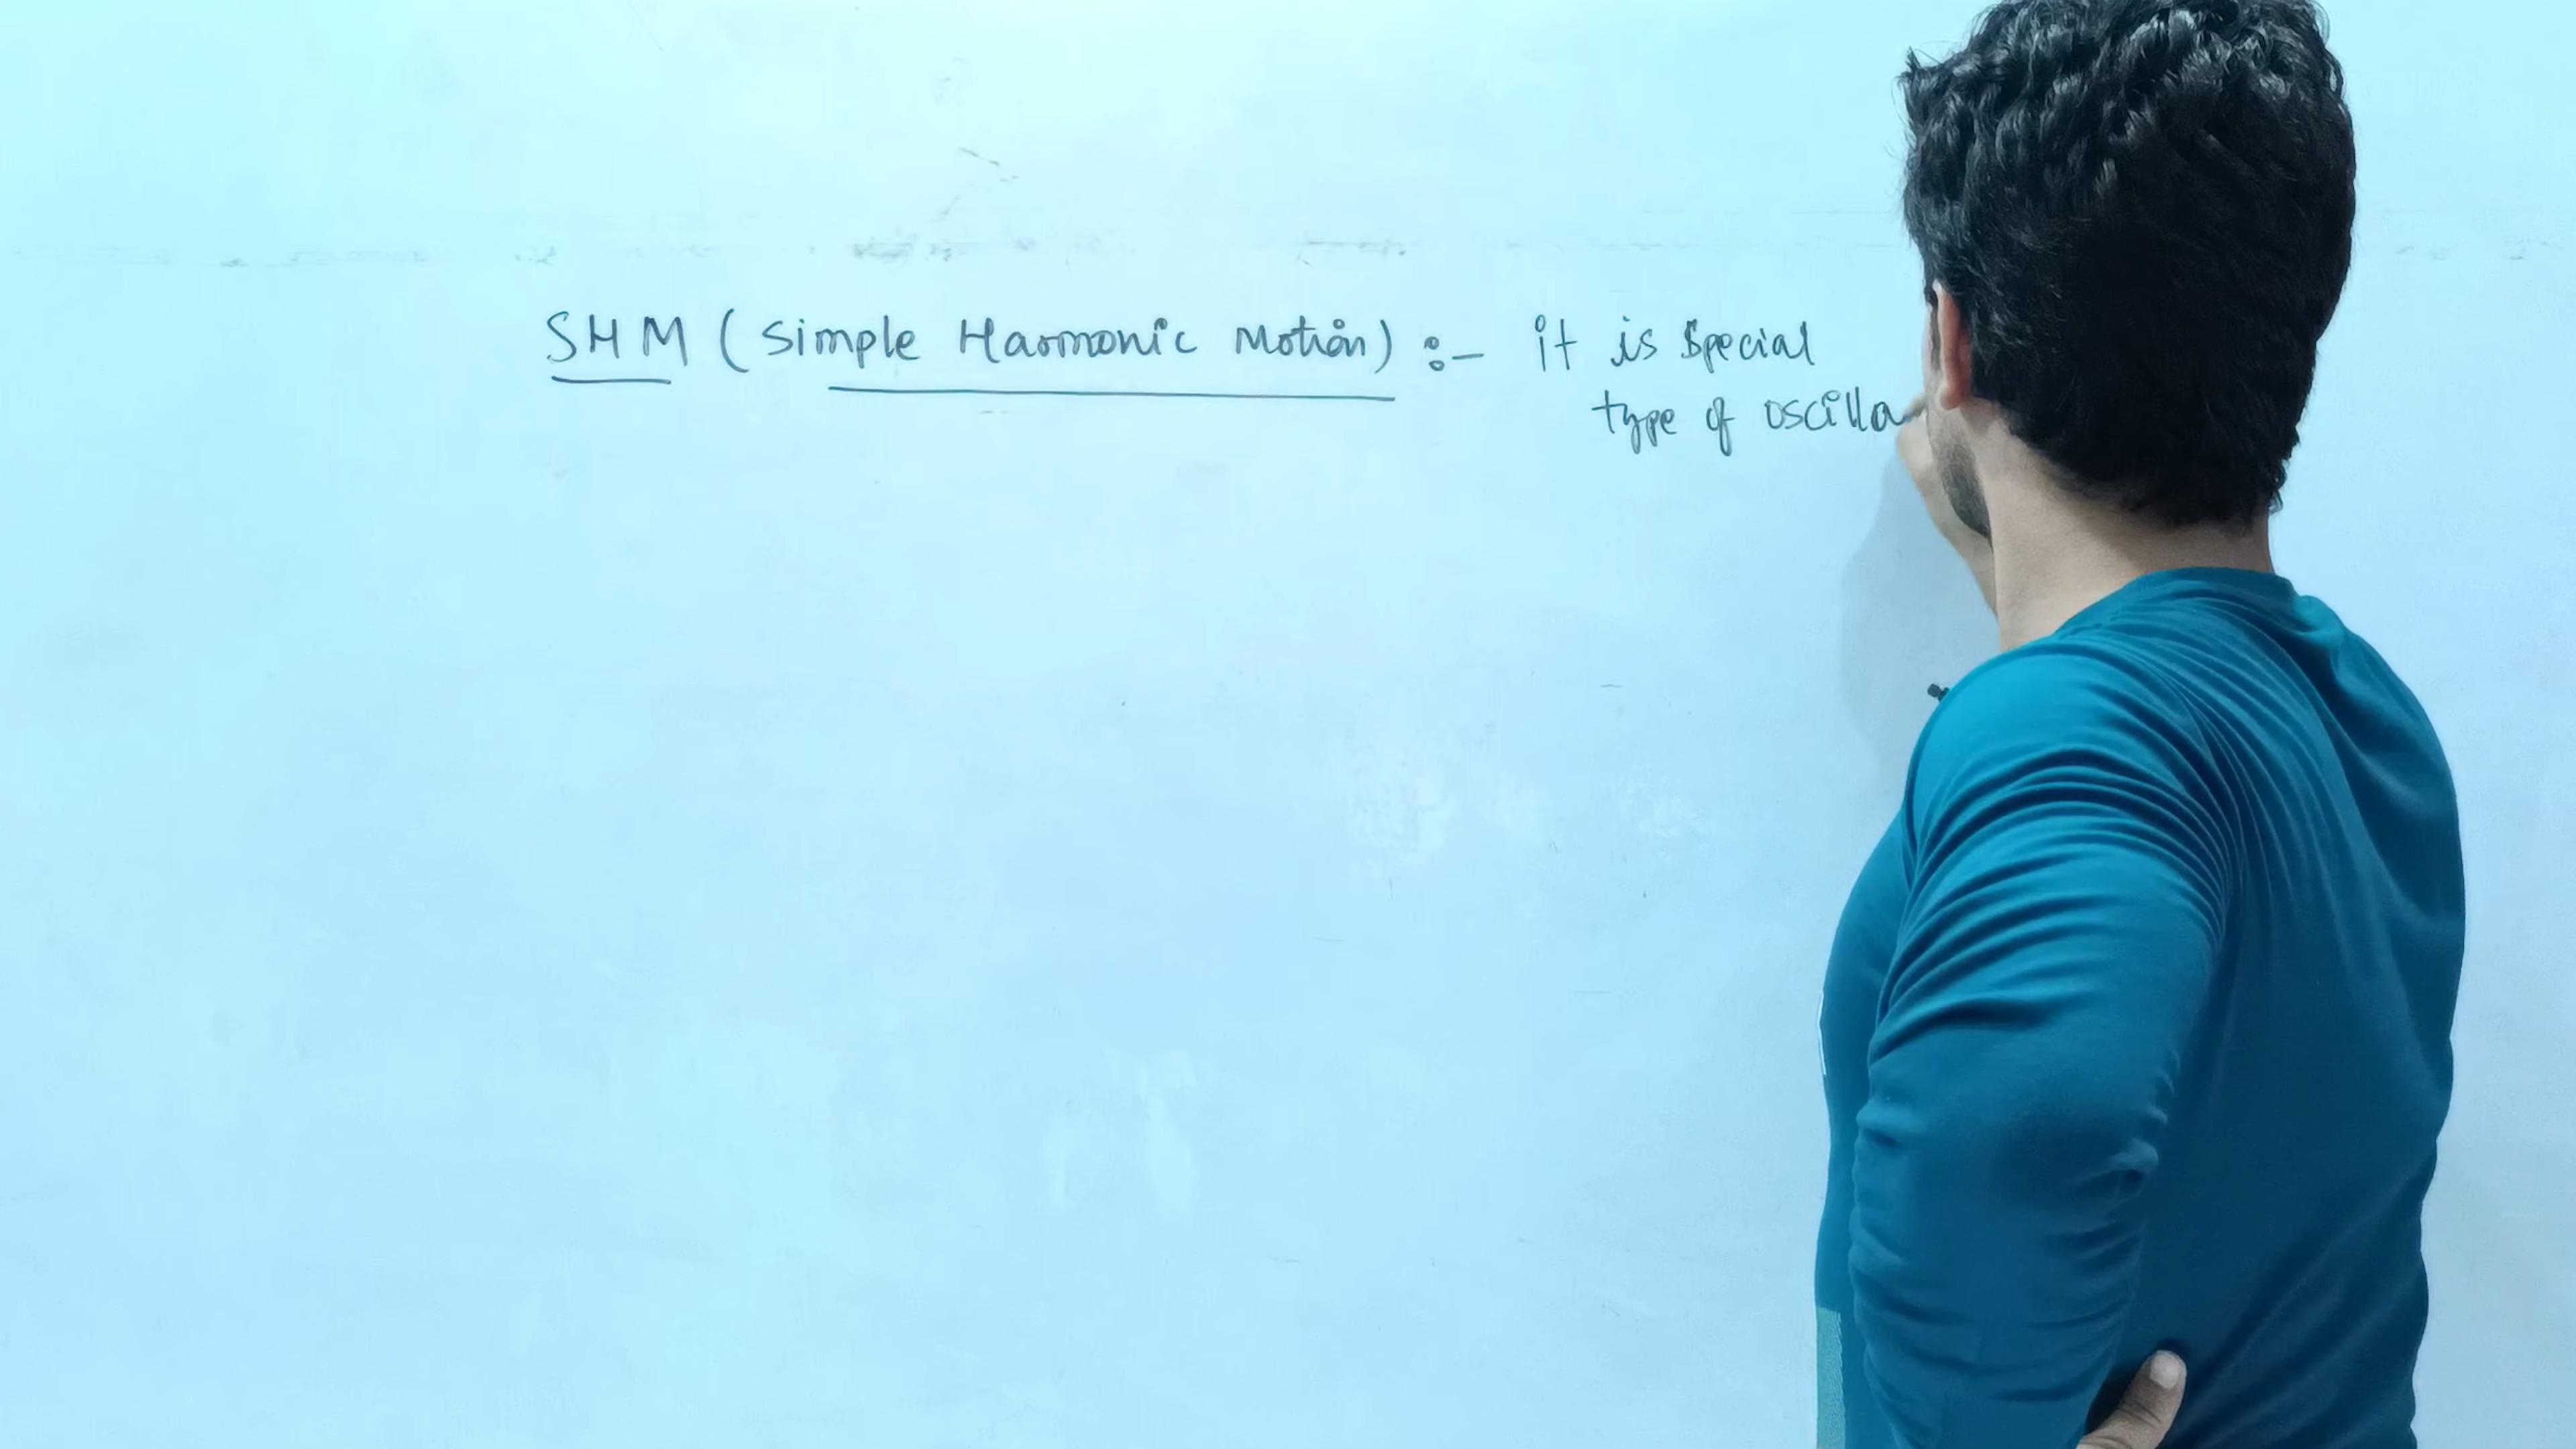 SHM (Simple Harmonic Motion) :- it is special
type of oscilla